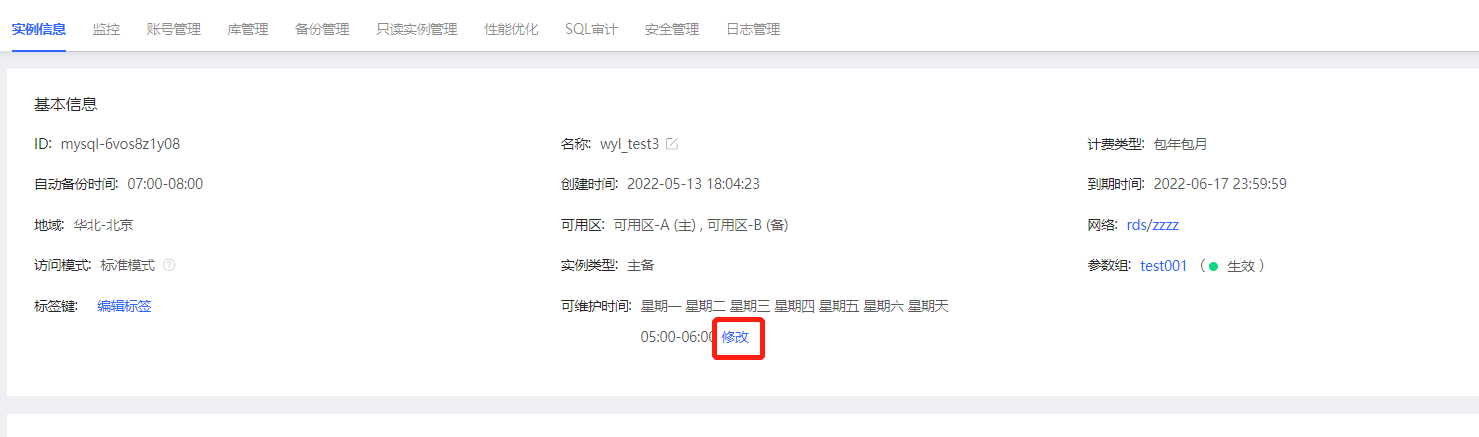 实例信息 监控 账号管理 库管理 备份管理 只读实例管理 性能优化 SQL审计 安全管理 日志管理
基本信息
ID: mysql-6vos8z1y08 名称: wyl_test3 计费类型: 包年包月
自动备份时间: 07:00-08:00 创建时间: 2022-05-13 18:04:23 到期时间: 2022-06-17 23:59:59
地域: 华北-北京 可用区: 可用区-A (主) , 可用区-B (备) 网络: rds/zzzz
访问模式: 标准模式 实例类型: 主备 参数组: test001 ( 生效 )
标签键: 编辑标签 可维护时间: 星期一 星期二 星期三 星期四 星期五 星期六 星期天
05:00-06:00 修改